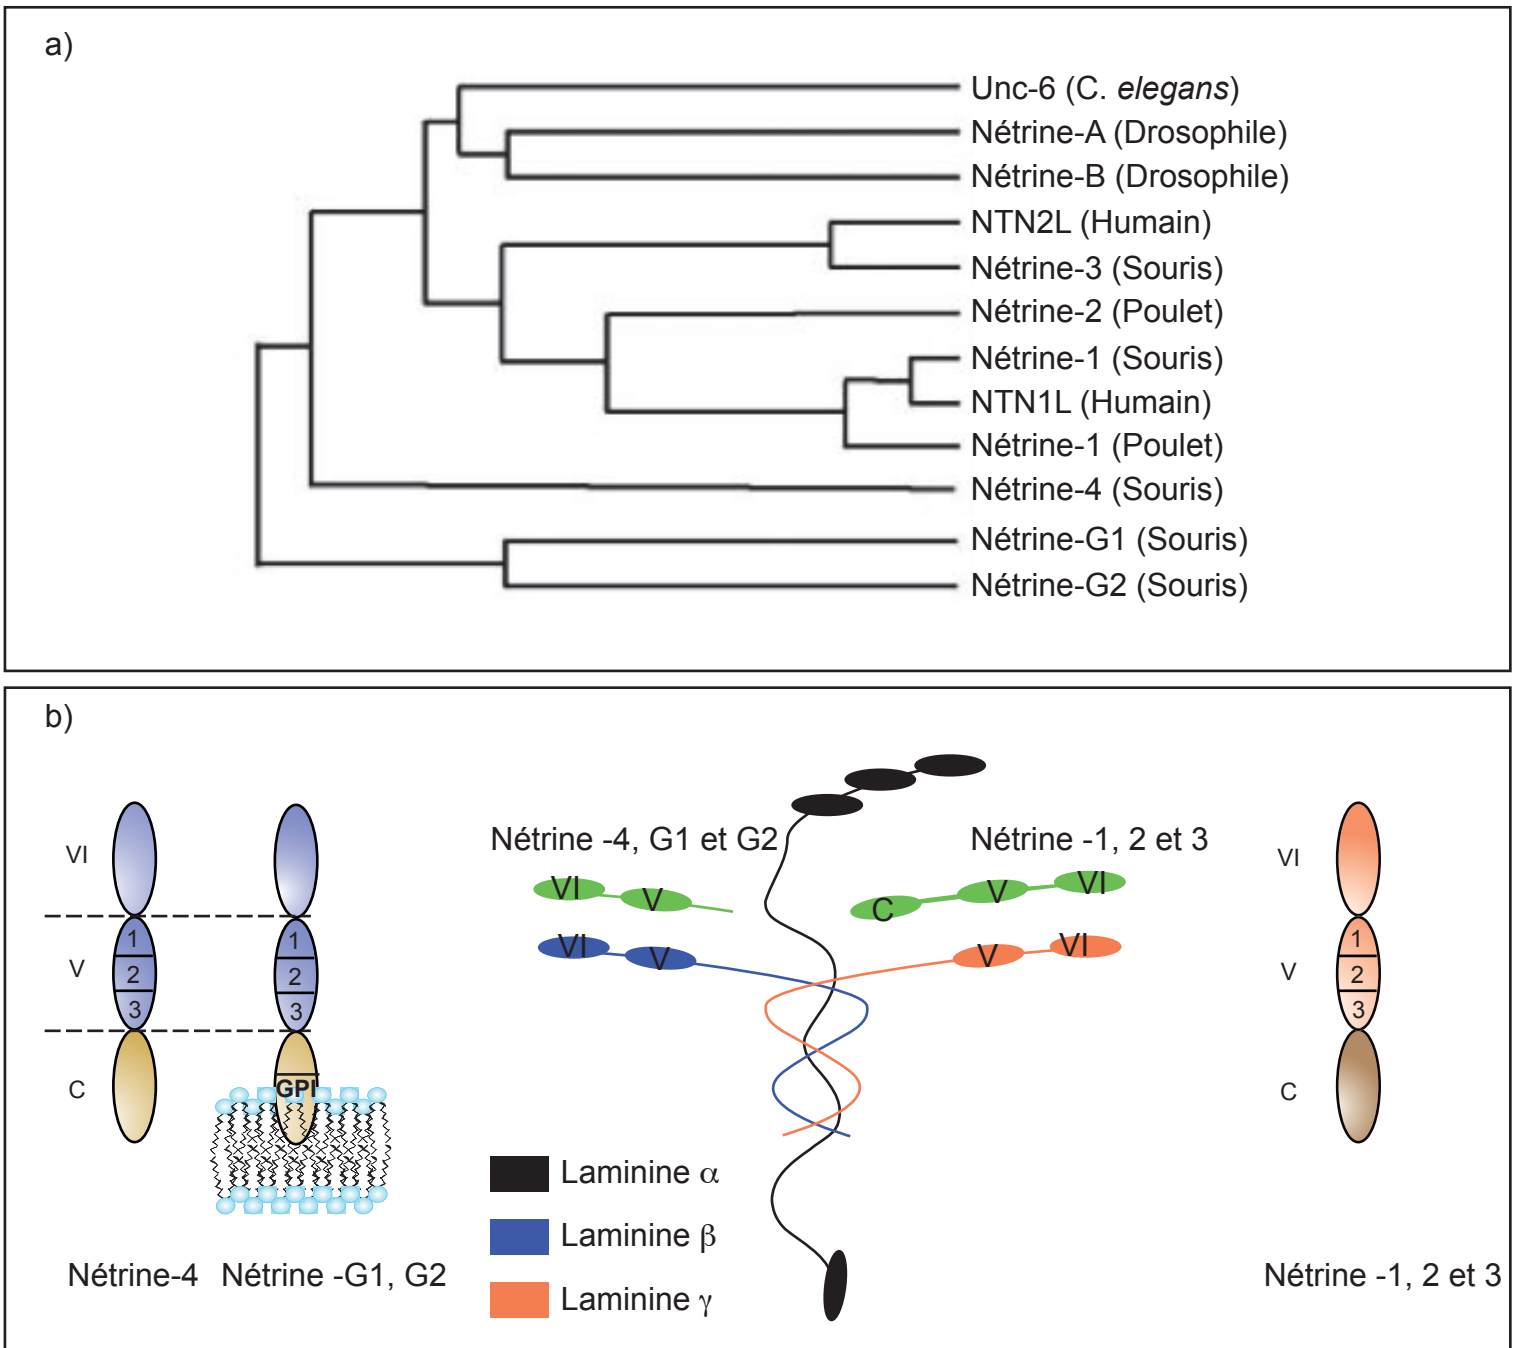 a)
Unc-6 (C. elegans)
Nétrine-A (Drosophile)
Nétrine-B (Drosophile)
NTN2L (Humain)
Nétrine-3 (Souris)
Nétrine-2 (Poulet)
Nétrine-1 (Souris)
NTN1L (Humain)
Nétrine-1 (Poulet)
Nétrine-4 (Souris)
Nétrine-G1 (Souris)
Nétrine-G2 (Souris)
b)
VI
V
C
1
2
3
1
2
3
GPI
Nétrine-4
Nétrine -G1, G2
Nétrine -4, G1 et G2
Nétrine -1, 2 et 3
VI V
C V VI
VI V
V VI
Laminine α
Laminine β
Laminine γ
VI
V
C
1
2
3
Nétrine -1, 2 et 3